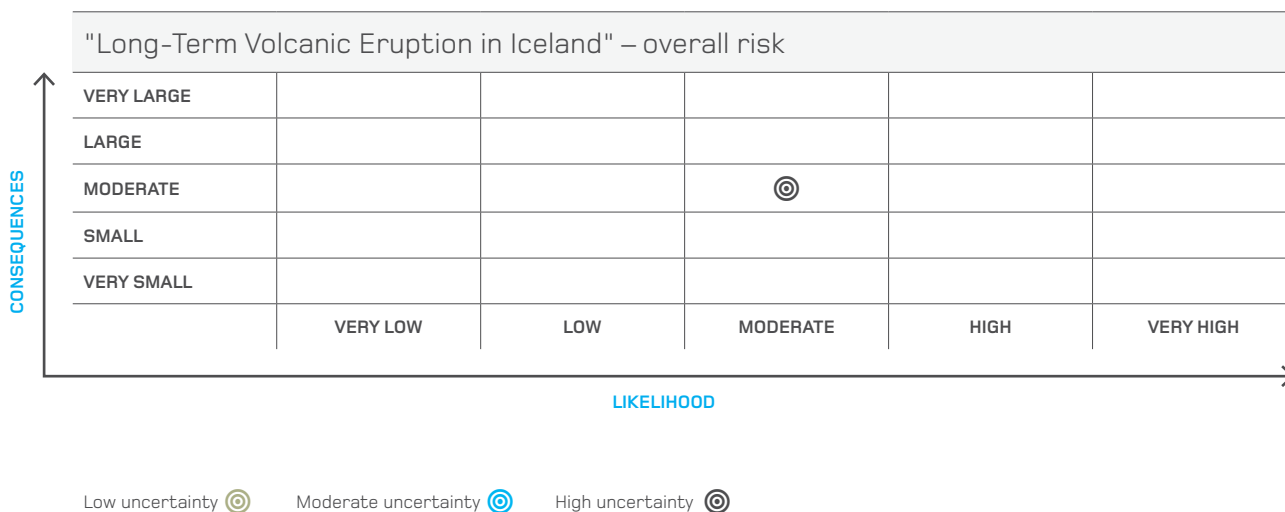 "Long-Term Volcanic Eruption in Iceland" – overall risk
CONSEQUENCES
VERY LARGE
LARGE
MODERATE
SMALL
VERY SMALL
VERY LOW LOW MODERATE HIGH VERY HIGH
LIKELIHOOD
Low uncertainty Moderate uncertainty High uncertainty